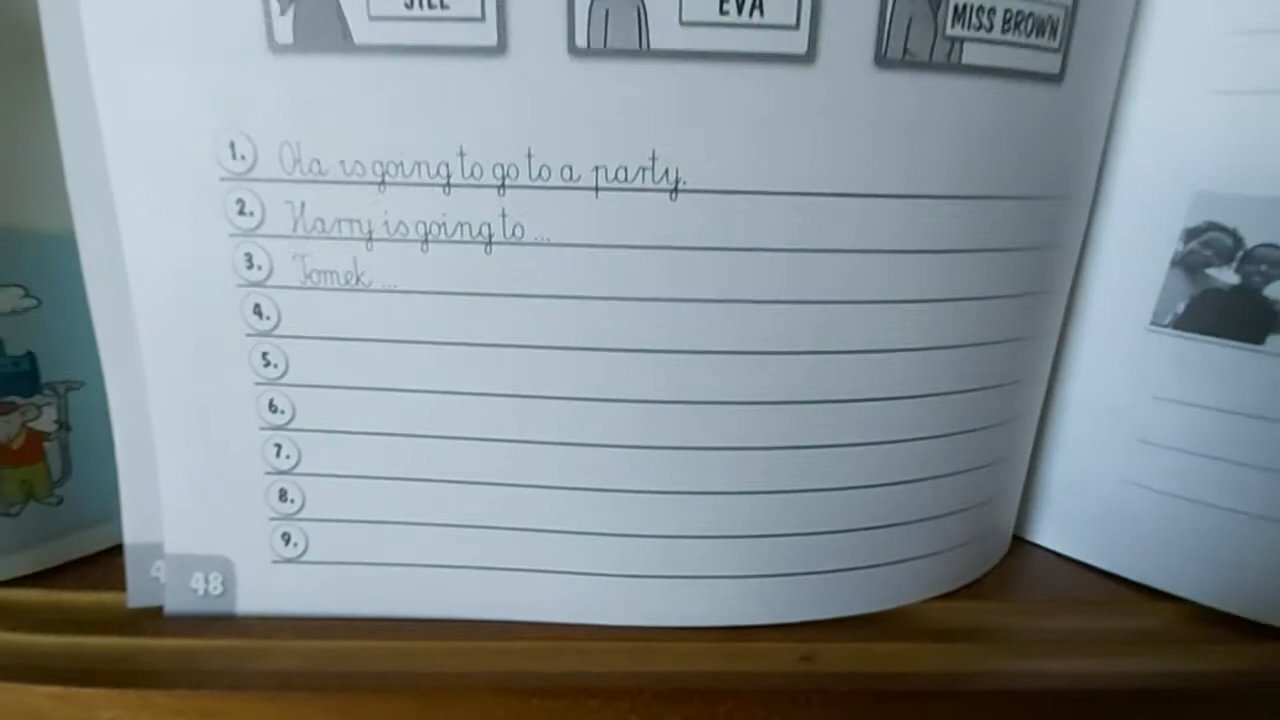 JILL
EVA
MISS BROWN
1. Ola is going to go to a party.
2. Harry is going to ...
3. Tomek ...
4.
5.
6.
7.
8.
9.
4
48